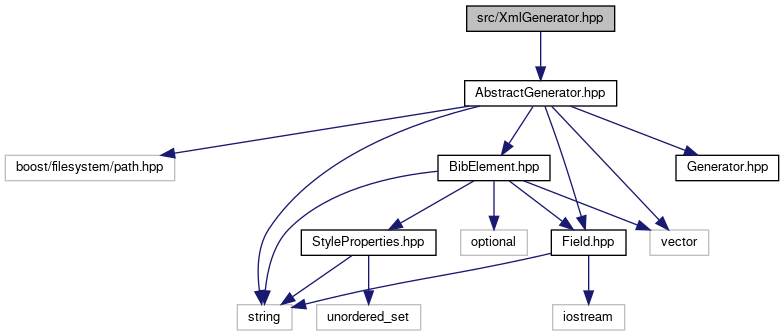 src/XmlGenerator.hpp
AbstractGenerator.hpp
boost/filesystem/path.hpp
BibElement.hpp
Generator.hpp
StyleProperties.hpp
optional
Field.hpp
vector
string
unordered_set
iostream